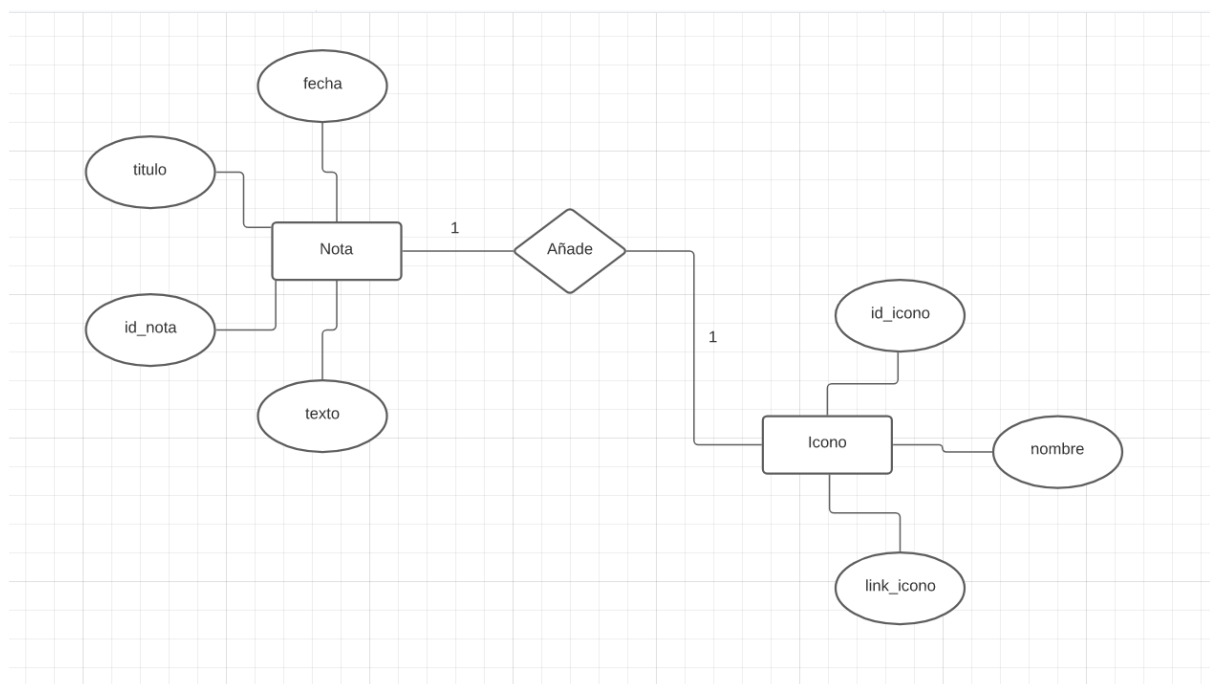 fecha
titulo
Nota
1
Añade
id_nota
texto
1
id_icono
Icono
nombre
link_icono